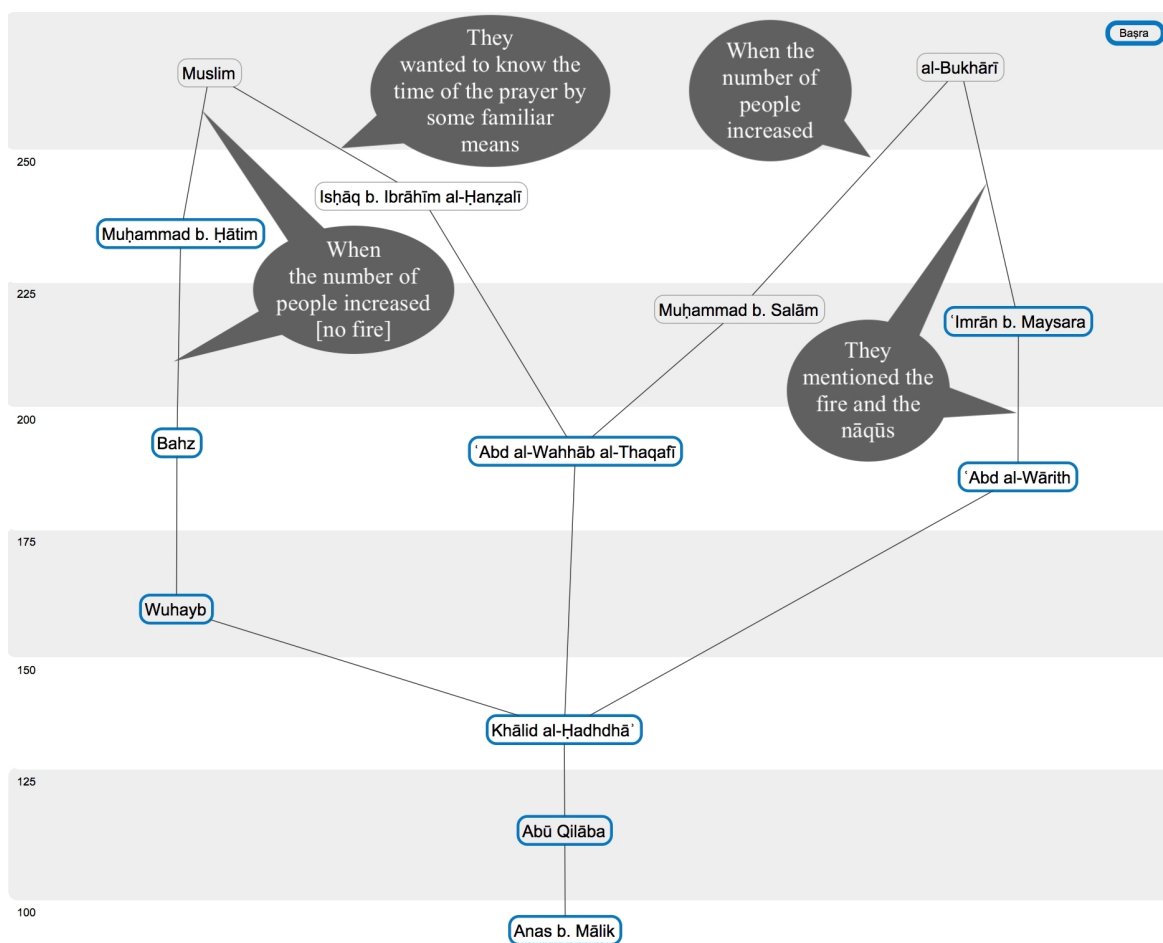 Baṣra
Muslim
They
wanted to know the
time of the prayer by
some familiar
means
When the
number of
people
increased
al-Bukhārī
250
Isḥāq b. Ibrāhīm al-Ḥanẓalī
Muḥammad b. Ḥātim
When
the number of
people increased
[no fire]
225
Muḥammad b. Salām
ʿImrān b. Maysara
They
mentioned the
fire and the
nāqūs
200
Bahz
ʿAbd al-Wahhāb al-Thaqafī
ʿAbd al-Wārith
175
Wuhayb
150
Khālid al-Ḥadhdhāʾ
125
Abū Qilāba
100
Anas b. Mālik